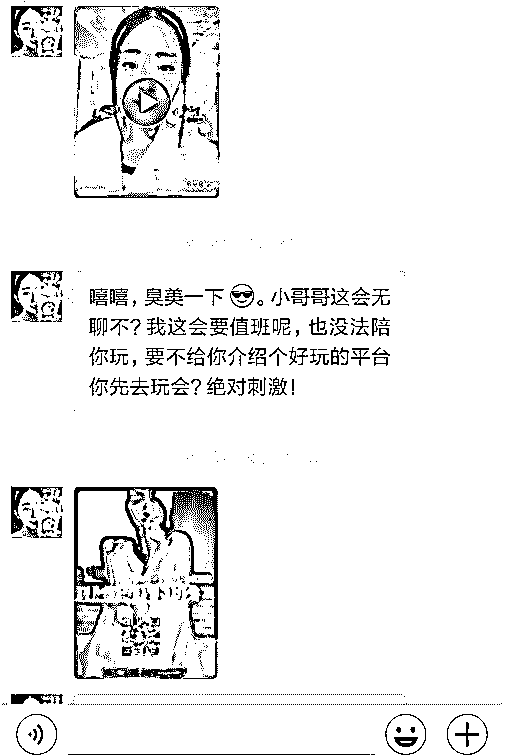 嘻嘻，臭美一下😎。小哥哥这会无
聊不？我这会要值班呢，也没法陪
你玩，要不给你介绍个好玩的平台
你先去玩会？绝对刺激！